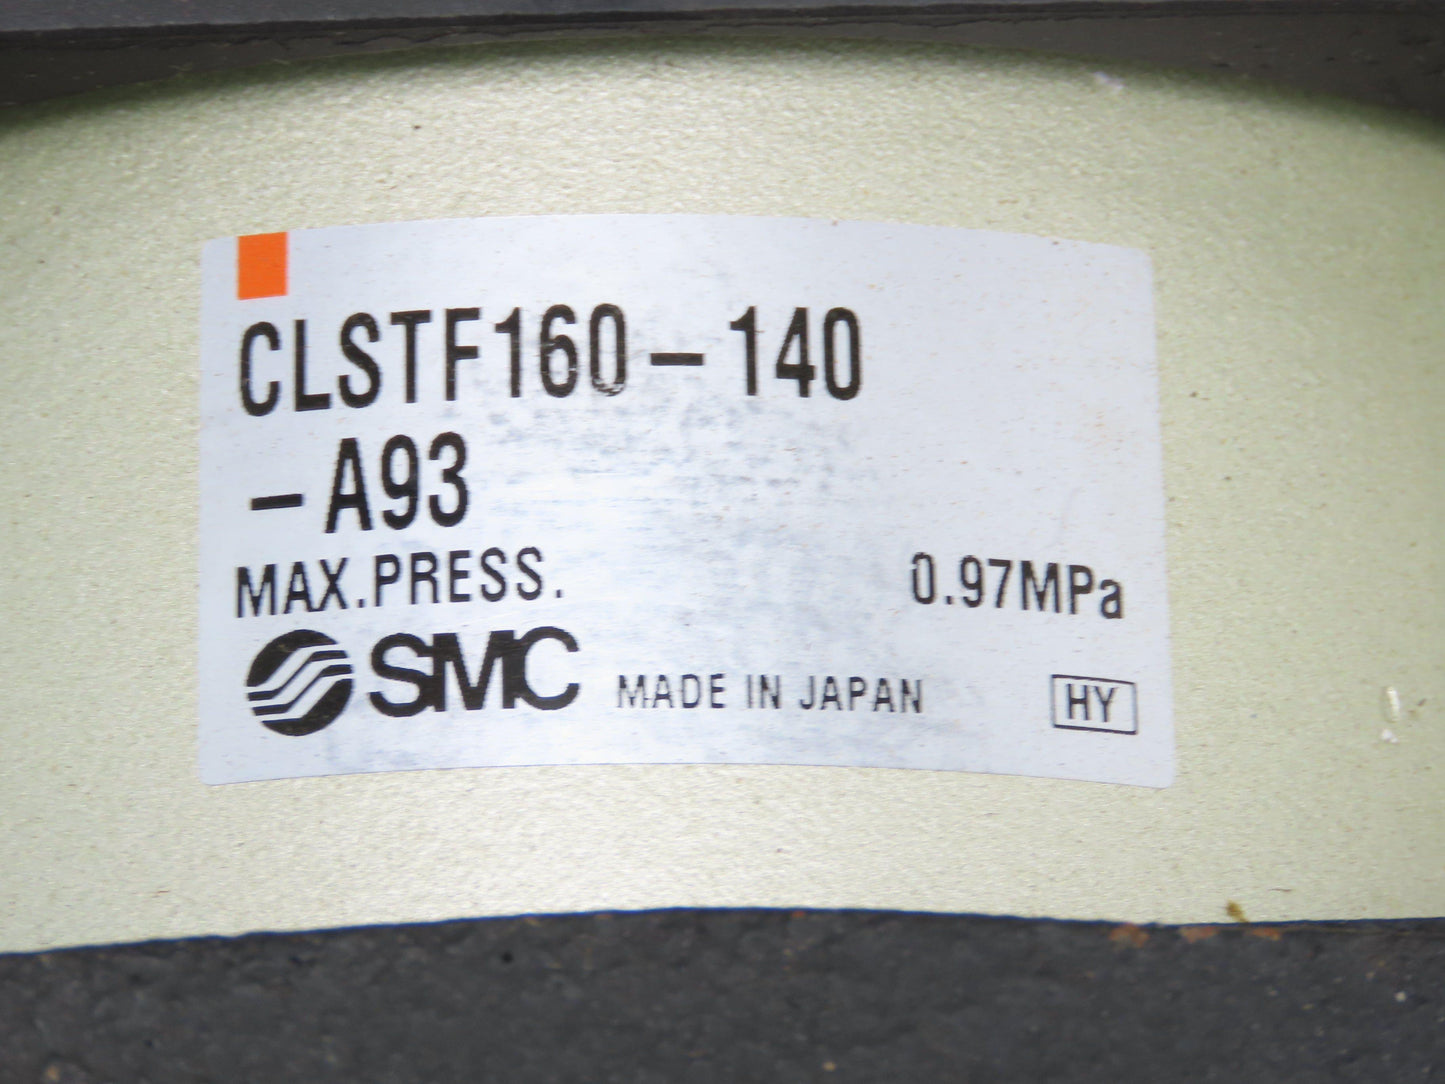 CLSTF160-140
-A93
MAX.PRESS. 0.97MPa
SMC MADE IN JAPAN HY